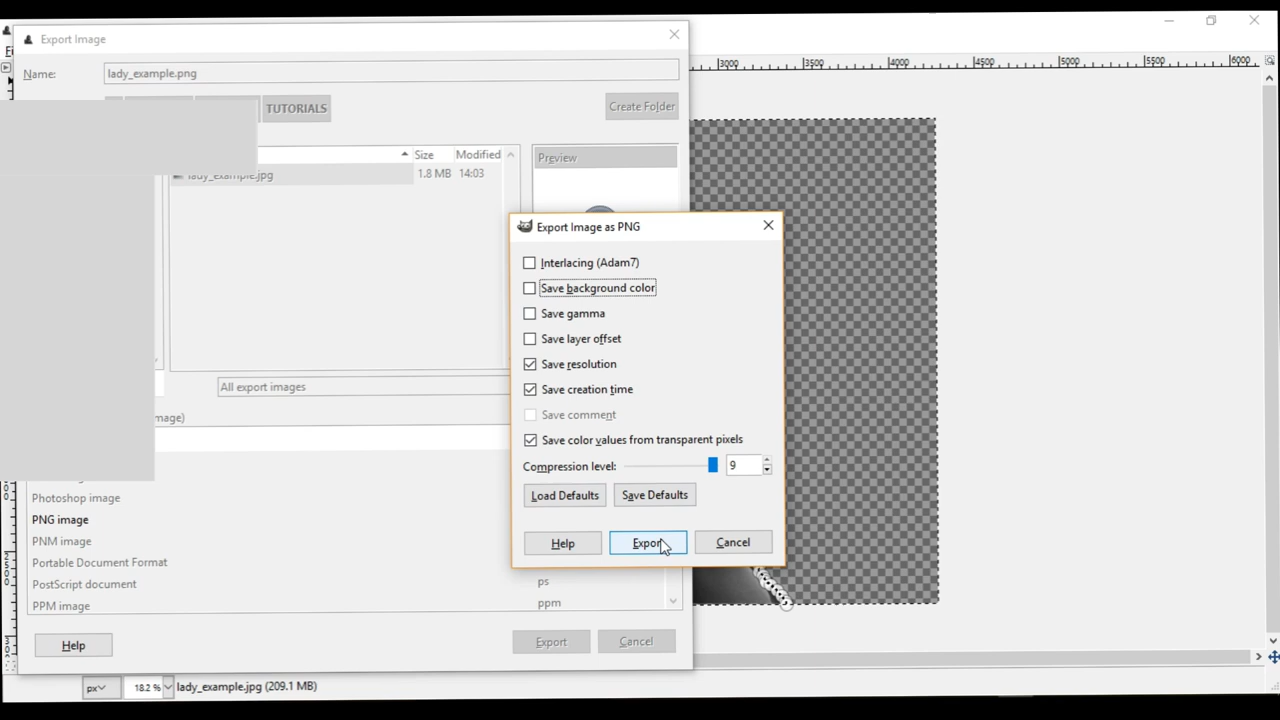 Export Image
Name: lady_example.png
TUTORIALS Create Folder
Size Modified Preview
lady_example.jpg 1.8 MB 14:03
All export images
mage)
Photoshop image
PNG image
PNM image
Portable Document Format
PostScript document ps
PPM image ppm
Help Export Cancel
Export Image as PNG
Interlacing (Adam7)
Save background color
Save gamma
Save layer offset
Save resolution
Save creation time
Save comment
Save color values from transparent pixels
Compression level: 9
Load Defaults Save Defaults
Help Export Cancel
3000 3500 4000 4500 5000 5500 6000
px 18.2 % lady_example.jpg (209.1 MB)